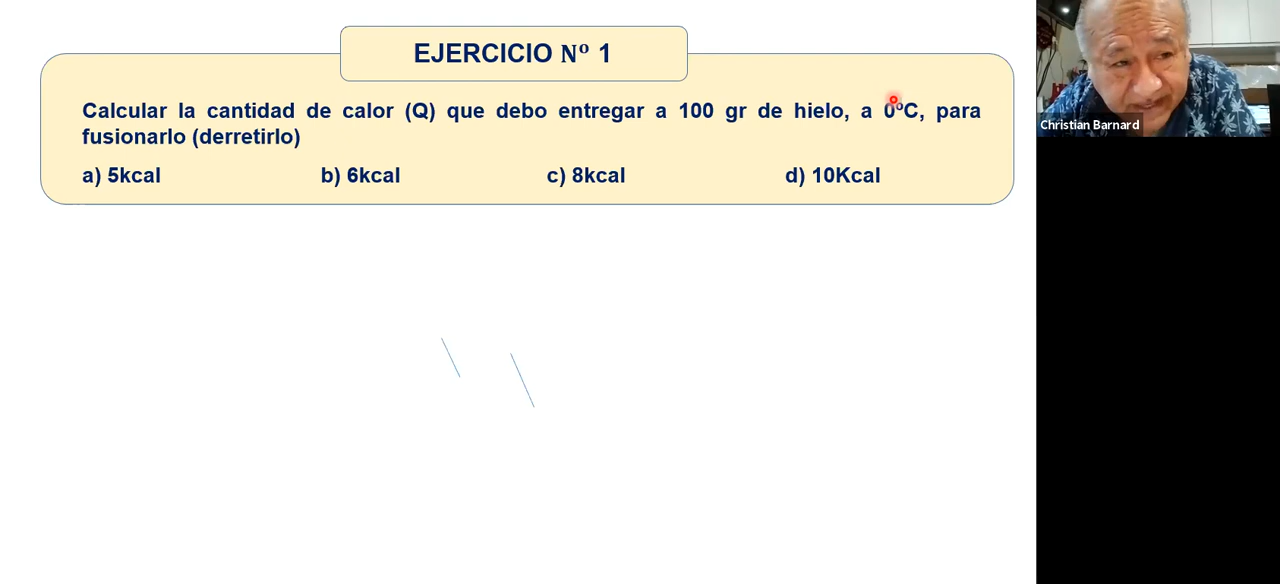 EJERCICIO Nº 1
Calcular la cantidad de calor (Q) que debo entregar a 100 gr de hielo, a 0ºC, para
fusionarlo (derretirlo)
a) 5kcal b) 6kcal c) 8kcal d) 10Kcal
Christian Barnard